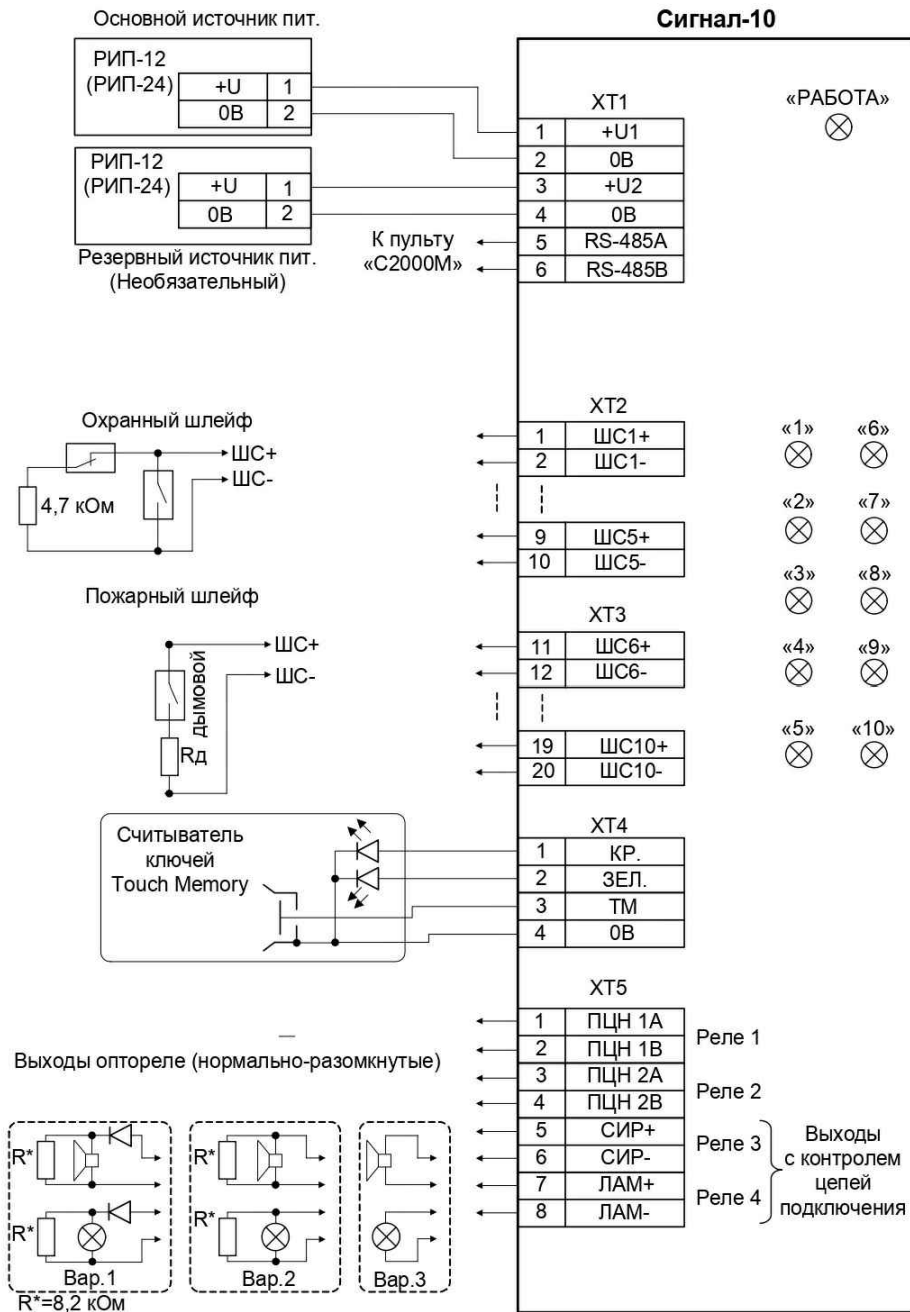 Основной источник пит.
Сигнал-10
РИП-12
(РИП-24)
+U 1
0В 2
РИП-12
(РИП-24)
+U 1
0В 2
Резервный источник пит.
(Необязательный)
К пульту
«С2000М»
ХТ1
1 +U1
2 0В
3 +U2
4 0В
5 RS-485A
6 RS-485B
«РАБОТА»
Охранный шлейф
ШС+
ШС-
4,7 кОм
ХТ2
1 ШС1+
2 ШС1-
9 ШС5+
10 ШС5-
«1» «6»
«2» «7»
«3» «8»
«4» «9»
«5» «10»
Пожарный шлейф
ШС+
ШС-
дымовой
Rд
ХТ3
11 ШС6+
12 ШС6-
19 ШС10+
20 ШС10-
Считыватель
ключей
Touch Memory
ХТ4
1 КР.
2 ЗЕЛ.
3 ТМ
4 0В
ХТ5
1 ПЦН 1А
2 ПЦН 1В
3 ПЦН 2А
4 ПЦН 2В
5 СИР+
6 СИР-
7 ЛАМ+
8 ЛАМ-
Реле 1
Реле 2
Реле 3
Реле 4
Выходы
с контролем
цепей
подключения
Выходы оптореле (нормально-разомкнутые)
R*
R*
Вар.1
R*
R*
Вар.2
Вар.3
R*=8,2 кОм